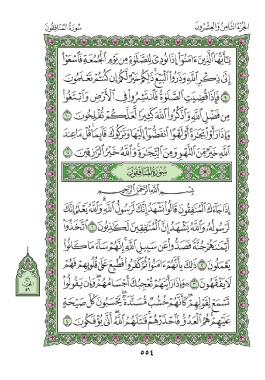 الجزء الثامن والعشرون
سورة المنافقون
يَٰٓأَيُّهَا ٱلَّذِينَ ءَامَنُوٓاْ إِذَا نُودِيَ لِلصَّلَوٰةِ مِن يَوْمِ ٱلْجُمُعَةِ فَٱسْعَوْاْ
إِلَىٰ ذِكْرِ ٱللَّهِ وَذَرُواْ ٱلْبَيْعَ ذَٰلِكُمْ خَيْرٌ لَّكُمْ إِن كُنتُمْ تَعْلَمُونَ
٩ فَإِذَا قُضِيَتِ ٱلصَّلَوٰةُ فَٱنتَشِرُواْ فِي ٱلْأَرْضِ وَٱبْتَغُواْ
مِن فَضْلِ ٱللَّهِ وَٱذْكُرُواْ ٱللَّهَ كَثِيرًا لَّعَلَّكُمْ تُفْلِحُونَ ١٠
وَإِذَا رَأَوْاْ تِجَٰرَةً أَوْ لَهْوًا ٱنفَضُّوٓاْ إِلَيْهَا وَتَرَكُوكَ قَآئِمًا قُلْ مَا عِندَ
ٱللَّهِ خَيْرٌ مِّنَ ٱللَّهْوِ وَمِنَ ٱلتِّجَٰرَةِ وَٱللَّهُ خَيْرُ ٱلرَّٰزِقِينَ ١١
سورة المنافقون
بِسْمِ ٱللَّهِ ٱلرَّحْمَٰنِ ٱلرَّحِيمِ
إِذَا جَآءَكَ ٱلْمُنَٰفِقُونَ قَالُواْ نَشْهَدُ إِنَّكَ لَرَسُولُ ٱللَّهِ وَٱللَّهُ يَعْلَمُ إِنَّكَ
لَرَسُولُهُۥ وَٱللَّهُ يَشْهَدُ إِنَّ ٱلْمُنَٰفِقِينَ لَكَٰذِبُونَ ١ ٱتَّخَذُوٓاْ
أَيْمَٰنَهُمْ جُنَّةً فَصَدُّواْ عَن سَبِيلِ ٱللَّهِ إِنَّهُمْ سَآءَ مَا كَانُواْ
يَعْمَلُونَ ٢ ذَٰلِكَ بِأَنَّهُمْ ءَامَنُواْ ثُمَّ كَفَرُواْ فَطُبِعَ عَلَىٰ قُلُوبِهِمْ فَهُمْ
لَا يَفْقَهُونَ ٣ وَإِذَا رَأَيْتَهُمْ تُعْجِبُكَ أَجْسَامُهُمْ وَإِن يَقُولُواْ
تَسْمَعْ لِقَوْلِهِمْ كَأَنَّهُمْ خُشُبٌ مُّسَنَّدَةٌ يَحْسَبُونَ كُلَّ صَيْحَةٍ
عَلَيْهِمْ هُمُ ٱلْعَدُوُّ فَٱحْذَرْهُمْ قَٰتَلَهُمُ ٱللَّهُ أَنَّىٰ يُؤْفَكُونَ ٤
٥٥٤